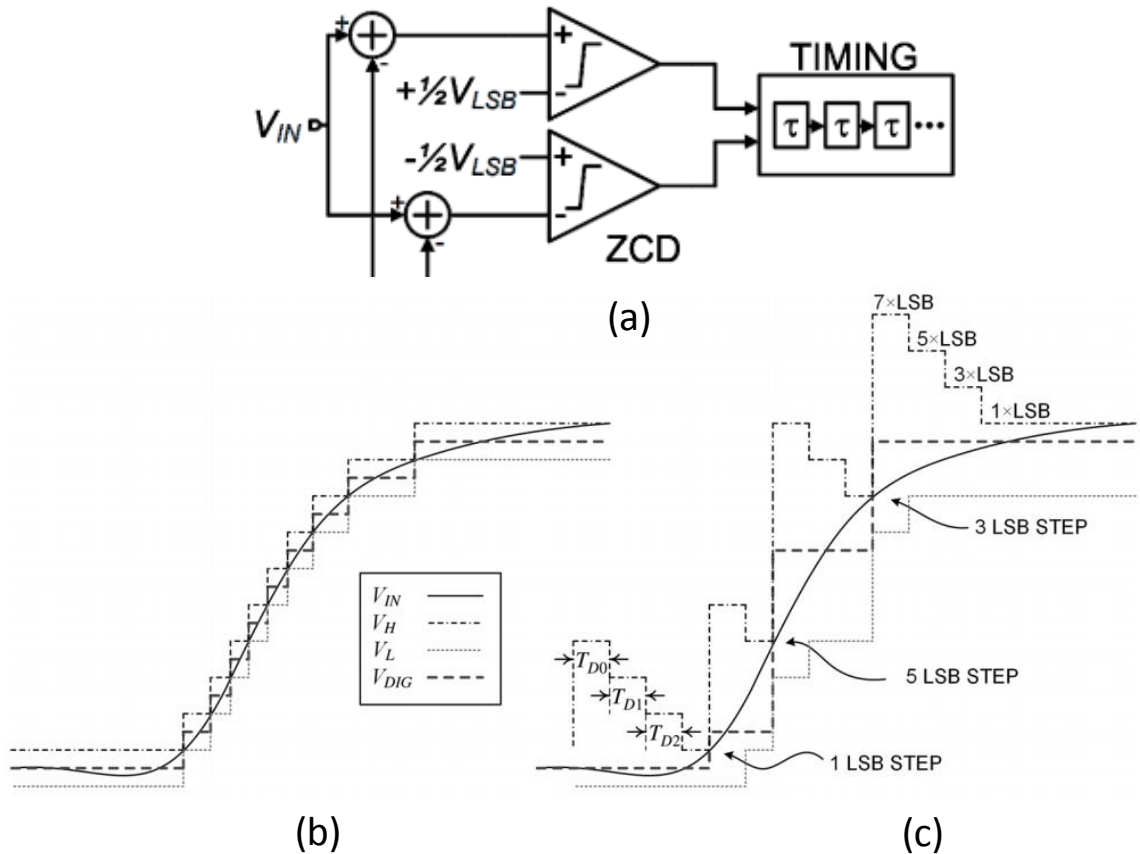 TIMING
+
-
+
-
+½V_LSB
τ τ τ •••
V_IN
-½V_LSB
+
-
+
-
ZCD
(a)
7×LSB
5×LSB
3×LSB
1×LSB
3 LSB STEP
V_IN
V_H
V_L
V_DIG
T_D0
T_D1
T_D2
5 LSB STEP
1 LSB STEP
(b)
(c)